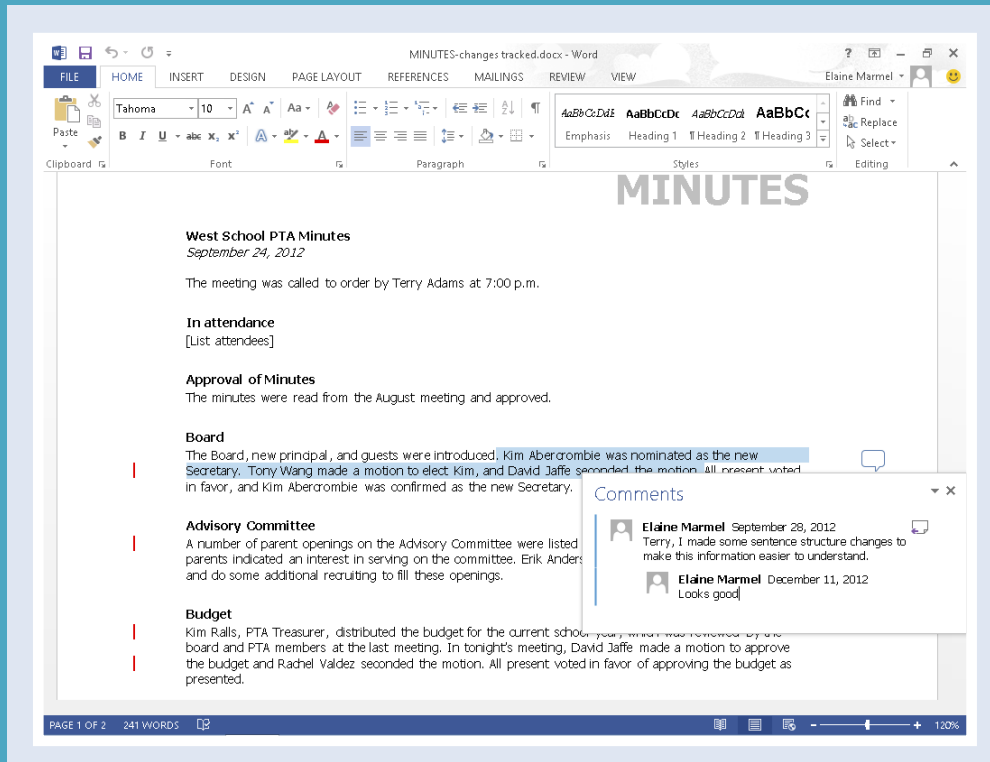 MINUTES-changes tracked.docx - Word
FILE HOME INSERT DESIGN PAGE LAYOUT REFERENCES MAILINGS REVIEW VIEW Elaine Marmel
Paste
Tahoma 10 A A Aa
B I U abc X₂ X² A aby A
AaBbCcDdE AaBbCcDc AaBbCcDd AaBbCc
Emphasis Heading 1 ¶ Heading 2 ¶ Heading 3
Find
Replace
Select
Clipboard Font Paragraph Styles Editing
MINUTES
West School PTA Minutes
September 24, 2012
The meeting was called to order by Terry Adams at 7:00 p.m.
In attendance
[List attendees]
Approval of Minutes
The minutes were read from the August meeting and approved.
Board
The Board, new principal, and guests were introduced. Kim Abercrombie was nominated as the new
Secretary. Tony Wang made a motion to elect Kim, and David Jaffe seconded the motion. All present voted
in favor, and Kim Abercrombie was confirmed as the new Secretary.
Advisory Committee
A number of parent openings on the Advisory Committee were listed
parents indicated an interest in serving on the committee. Erik Anders
and do some additional recruiting to fill these openings.
Budget
Kim Ralls, PTA Treasurer, distributed the budget for the current school year, which was reviewed by the
board and PTA members at the last meeting. In tonight's meeting, David Jaffe made a motion to approve
the budget and Rachel Valdez seconded the motion. All present voted in favor of approving the budget as
presented.
Comments
Elaine Marmel September 28, 2012
Terry, I made some sentence structure changes to
make this information easier to understand.
Elaine Marmel December 11, 2012
Looks good
PAGE 1 OF 2 241 WORDS 120%